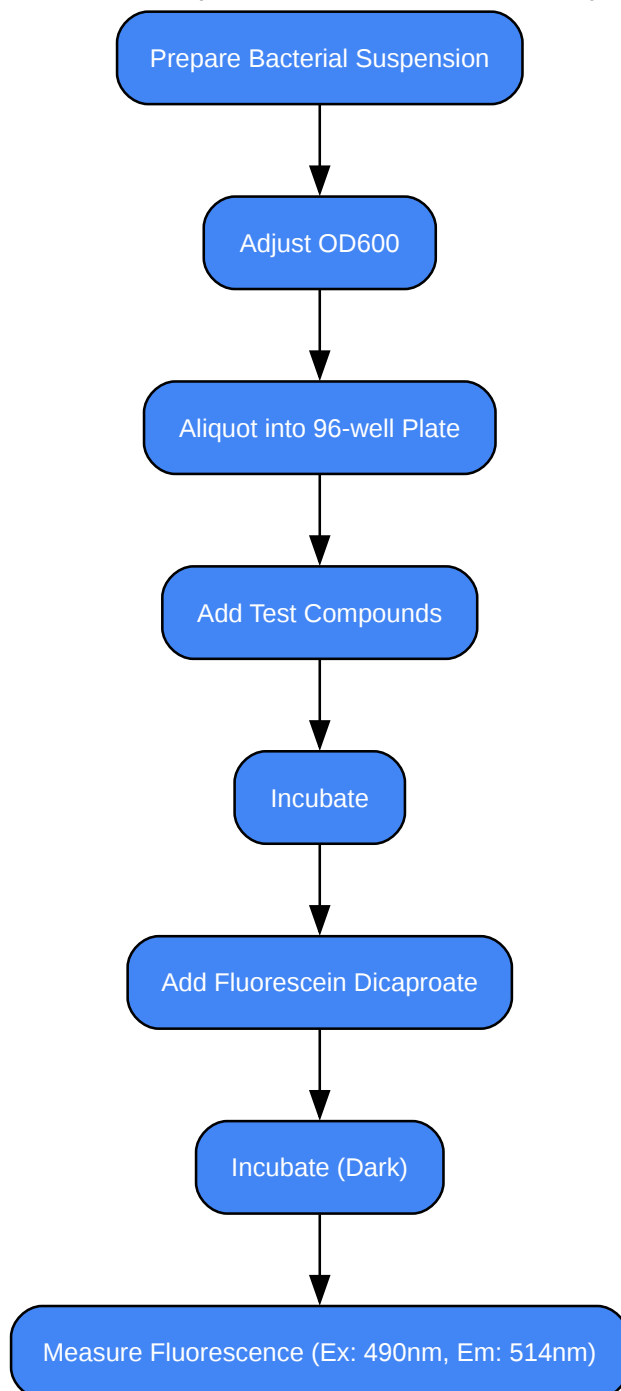 Prepare Bacterial Suspension
Adjust OD600
Aliquot into 96-well Plate
Add Test Compounds
Incubate
Add Fluorescein Dicaproate
Incubate (Dark)
Measure Fluorescence (Ex: 490nm, Em: 514nm)